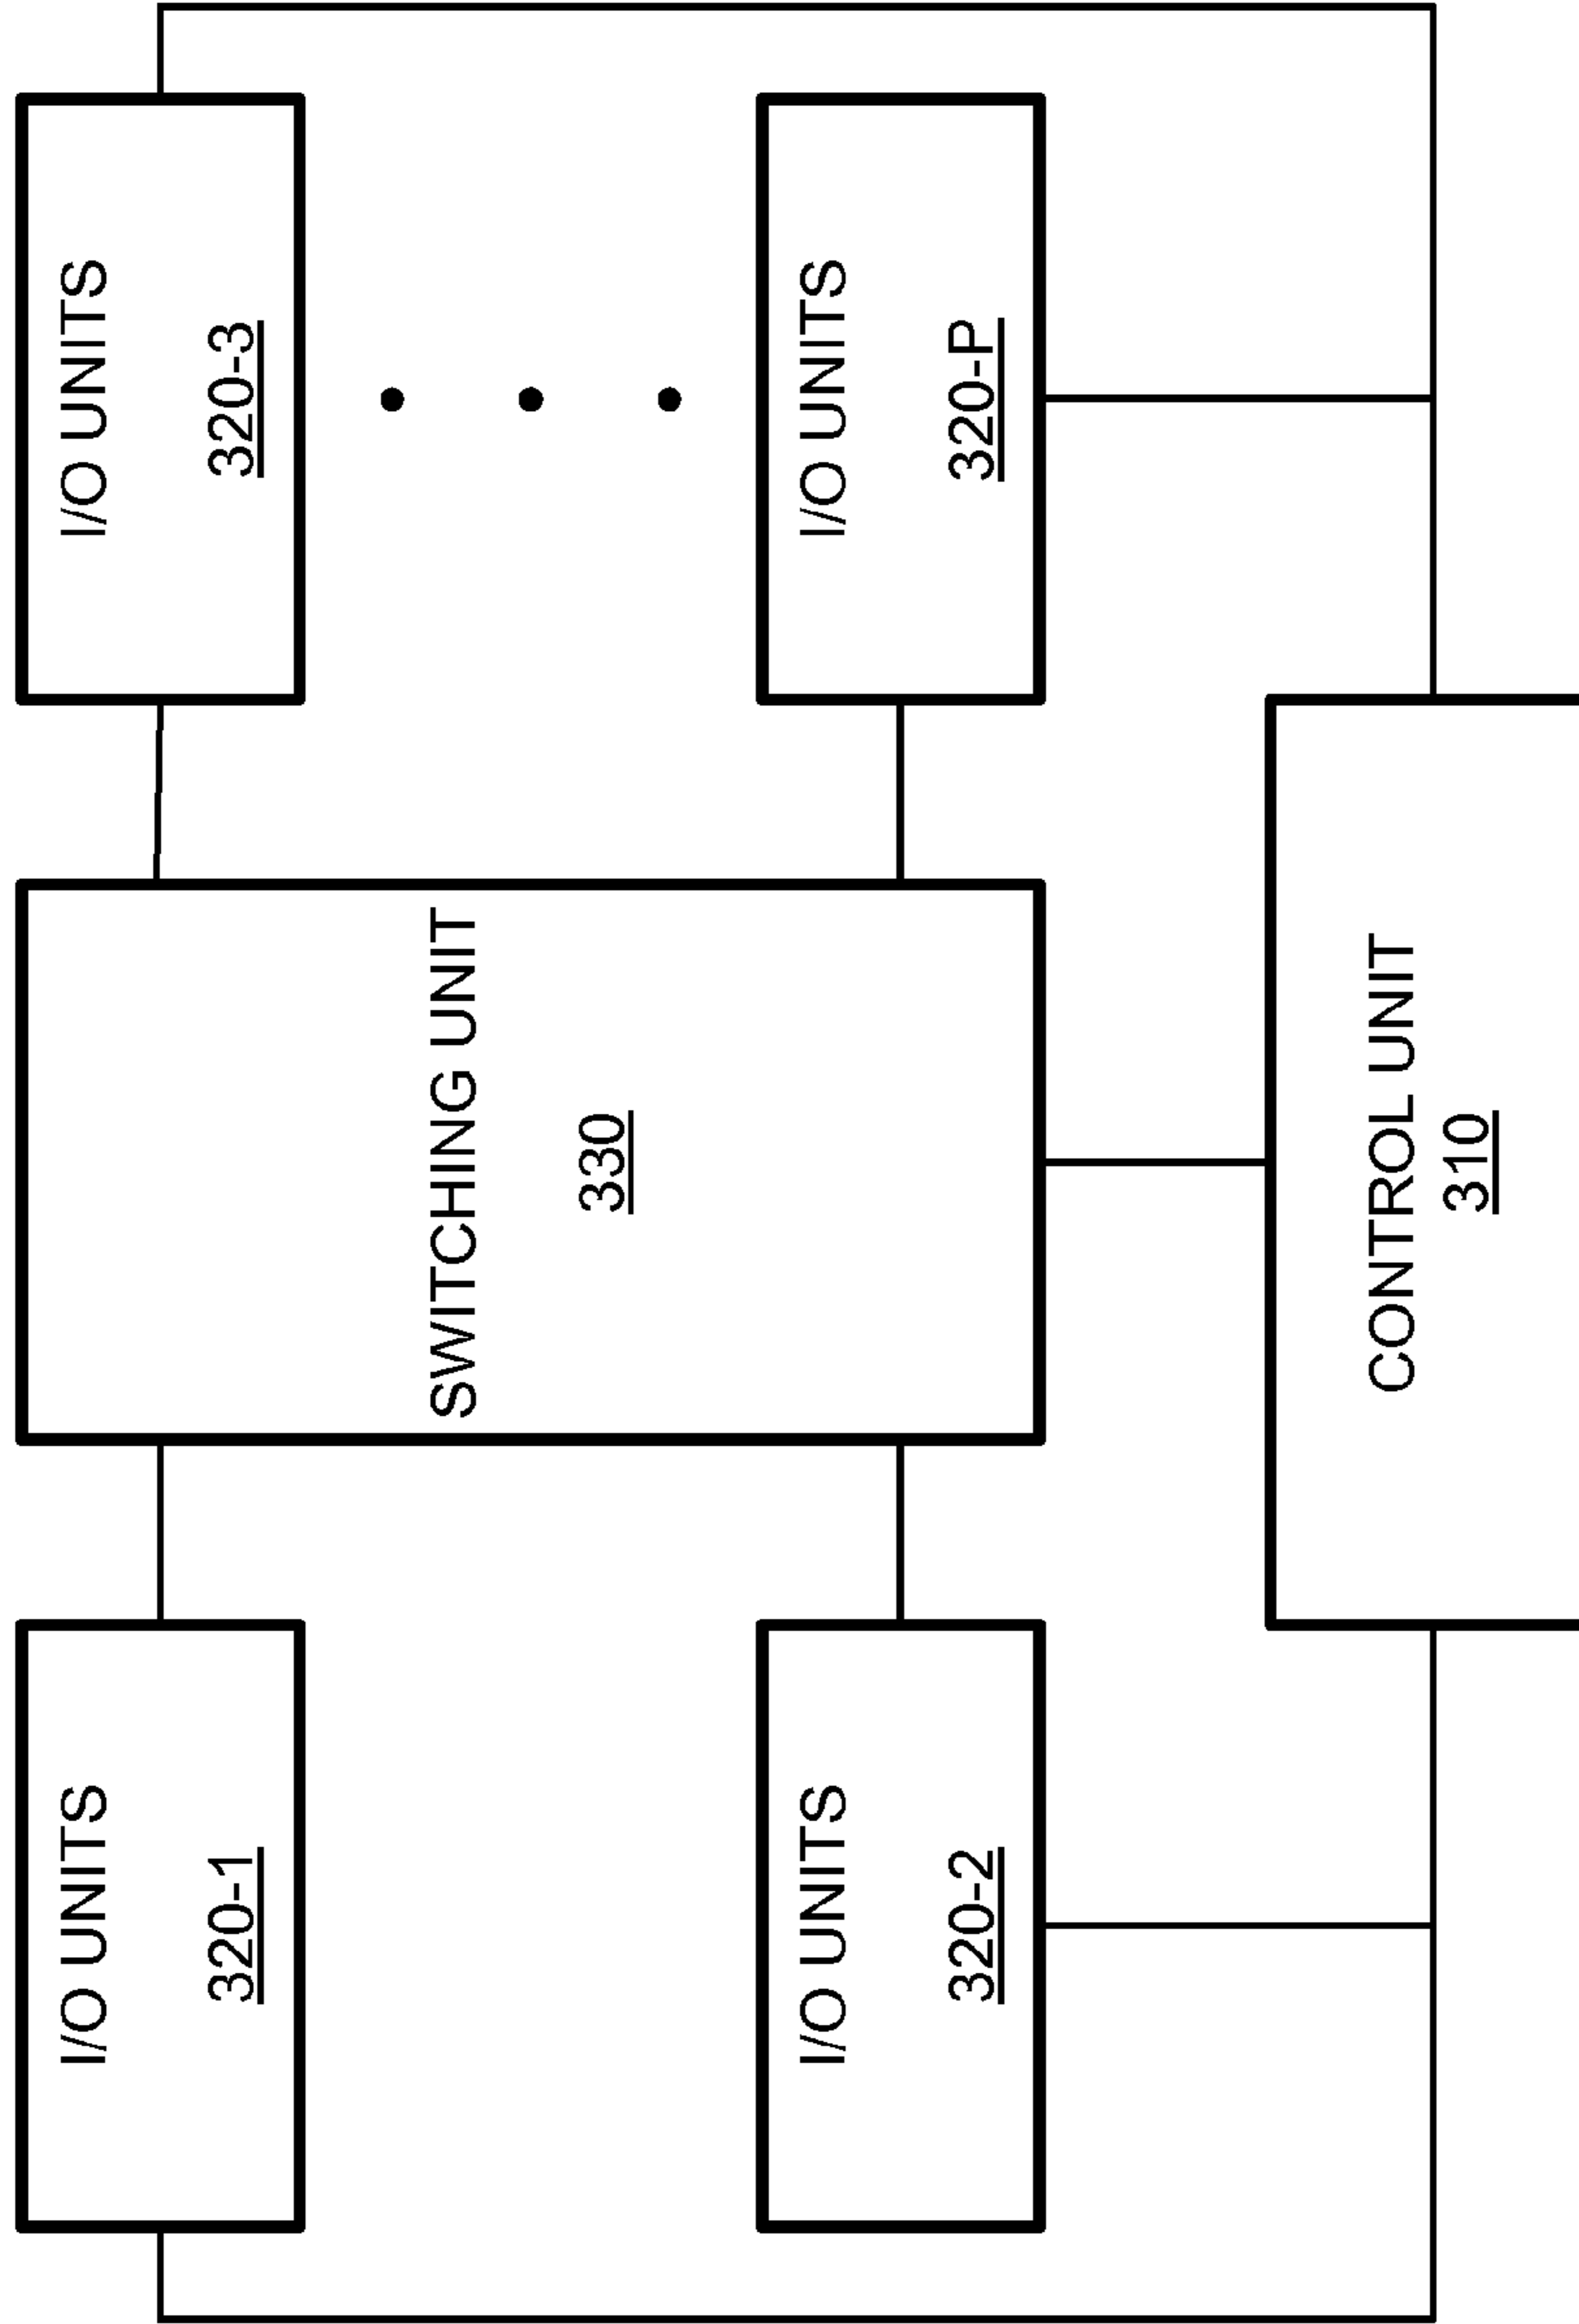 I/O UNITS
320-1
SWITCHING UNIT
330
I/O UNITS
320-3
I/O UNITS
320-2
I/O UNITS
320-P
CONTROL UNIT
310